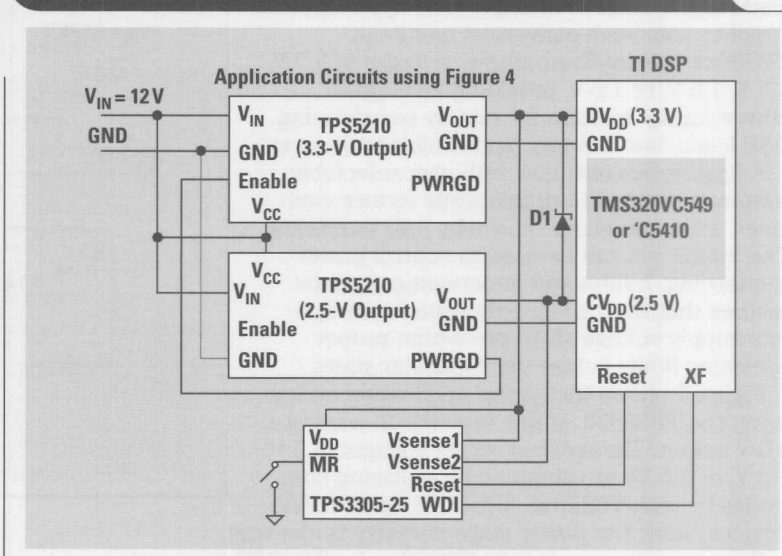 Application Circuits using Figure 4
TI DSP
V_IN = 12 V
GND
V_IN
GND
Enable
V_CC
TPS5210
(3.3-V Output)
V_OUT
GND
PWRGD
DV_DD (3.3 V)
GND
TMS320VC549
or 'C5410
D1
V_CC
V_IN
Enable
GND
TPS5210
(2.5-V Output)
V_OUT
GND
PWRGD
CV_DD (2.5 V)
GND
Reset
XF
V_DD
MR
Vsense1
Vsense2
Reset
TPS3305-25 WDI